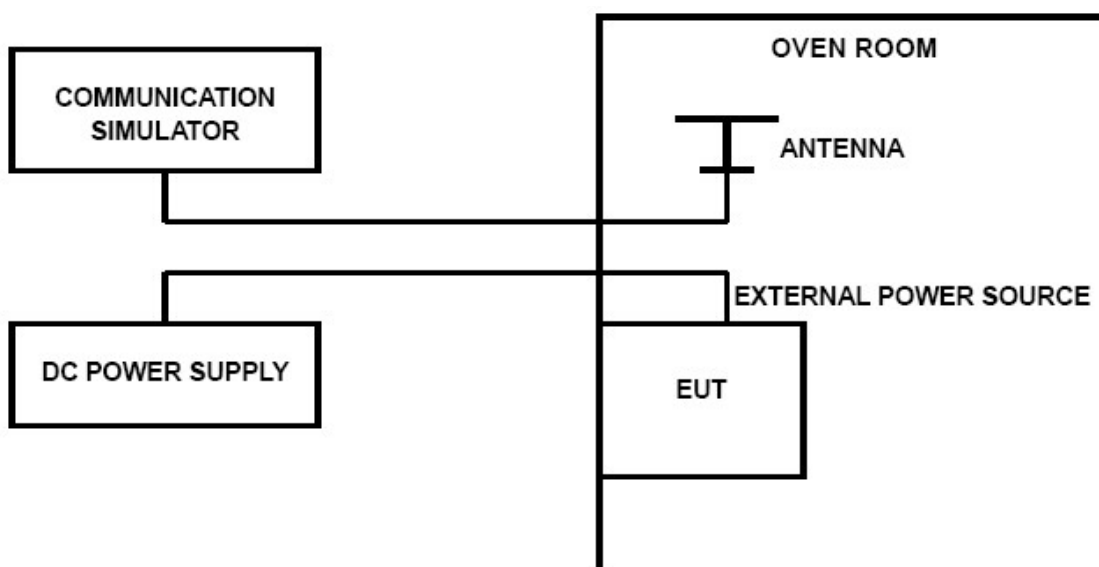 OVEN ROOM
COMMUNICATION
SIMULATOR
ANTENNA
EXTERNAL POWER SOURCE
DC POWER SUPPLY
EUT